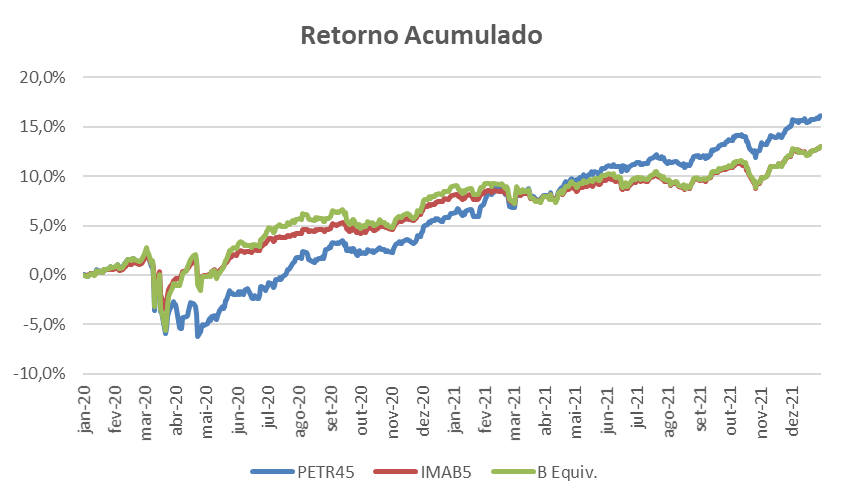 Retorno Acumulado
20,0%
15,0%
10,0%
5,0%
0,0%
-5,0%
-10,0%
jan-20
fev-20
mar-20
abr-20
mai-20
jun-20
jul-20
ago-20
set-20
out-20
nov-20
dez-20
jan-21
fev-21
mar-21
abr-21
mai-21
jun-21
jul-21
ago-21
set-21
out-21
nov-21
dez-21
PETR45 IMAB5 B Equiv.